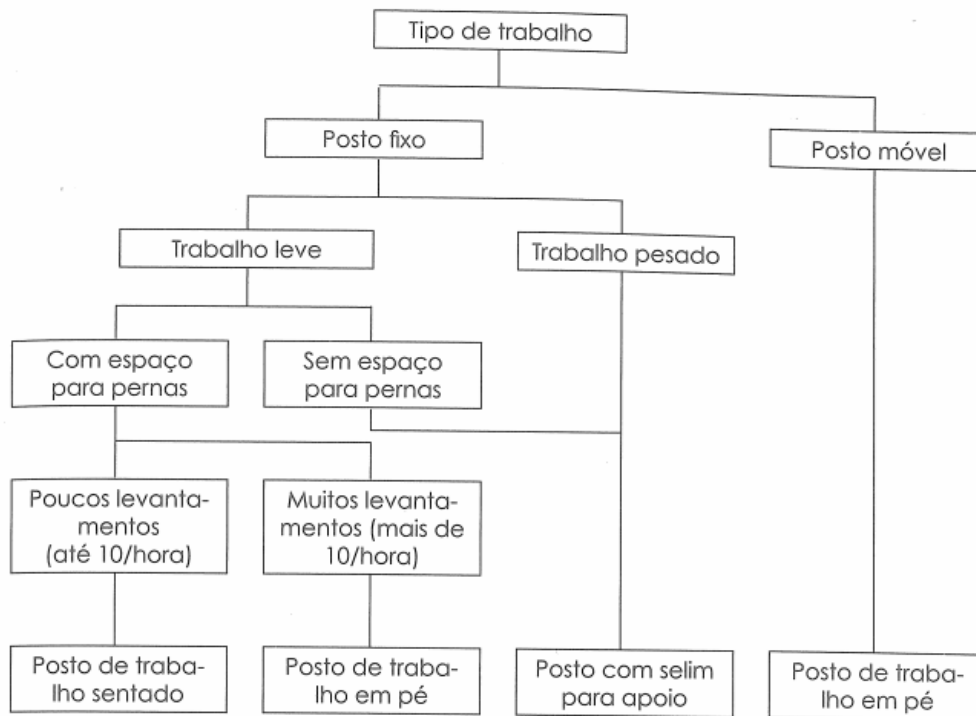 Tipo de trabalho
Posto fixo
Posto móvel
Trabalho leve
Trabalho pesado
Com espaço
para pernas
Sem espaço
para pernas
Poucos levanta-
mentos
(até 10/hora)
Muitos levanta-
mentos (mais de
10/hora)
Posto de traba-
lho sentado
Posto de traba-
lho em pé
Posto com selim
para apoio
Posto de traba-
lho em pé